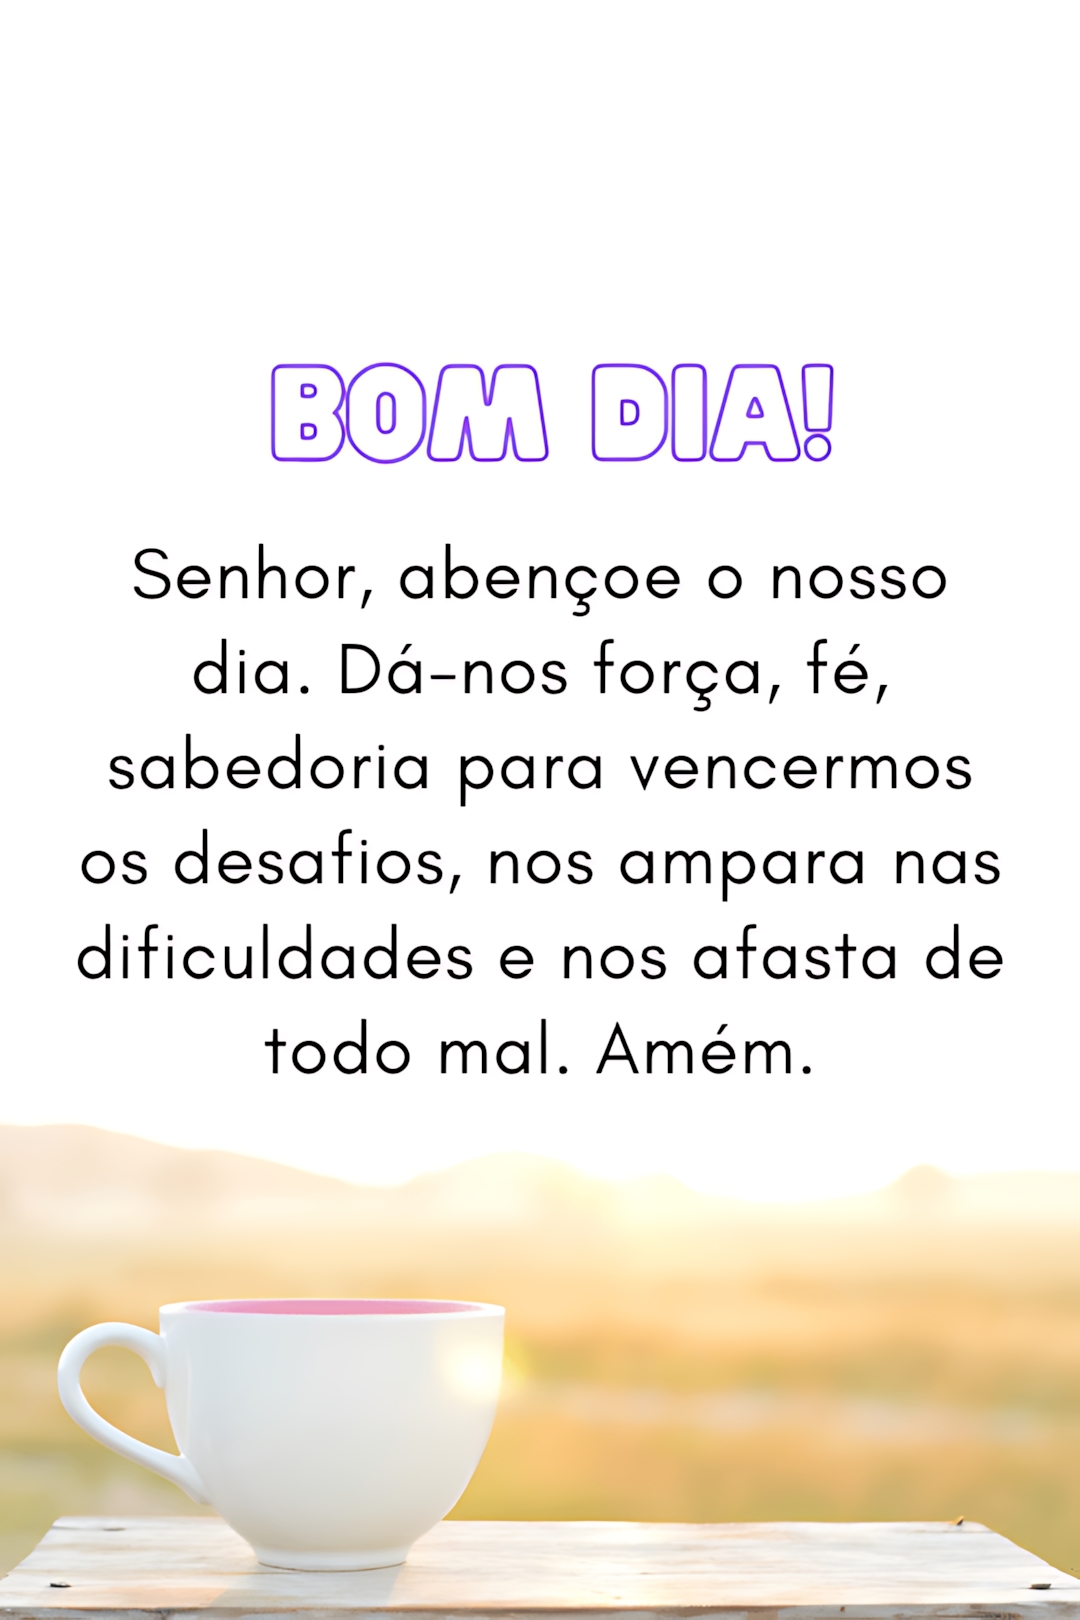 BOM DIA!
Senhor, abençoe o nosso
dia. Dá-nos força, fé,
sabedoria para vencermos
os desafios, nos ampara nas
dificuldades e nos afasta de
todo mal. Amém.